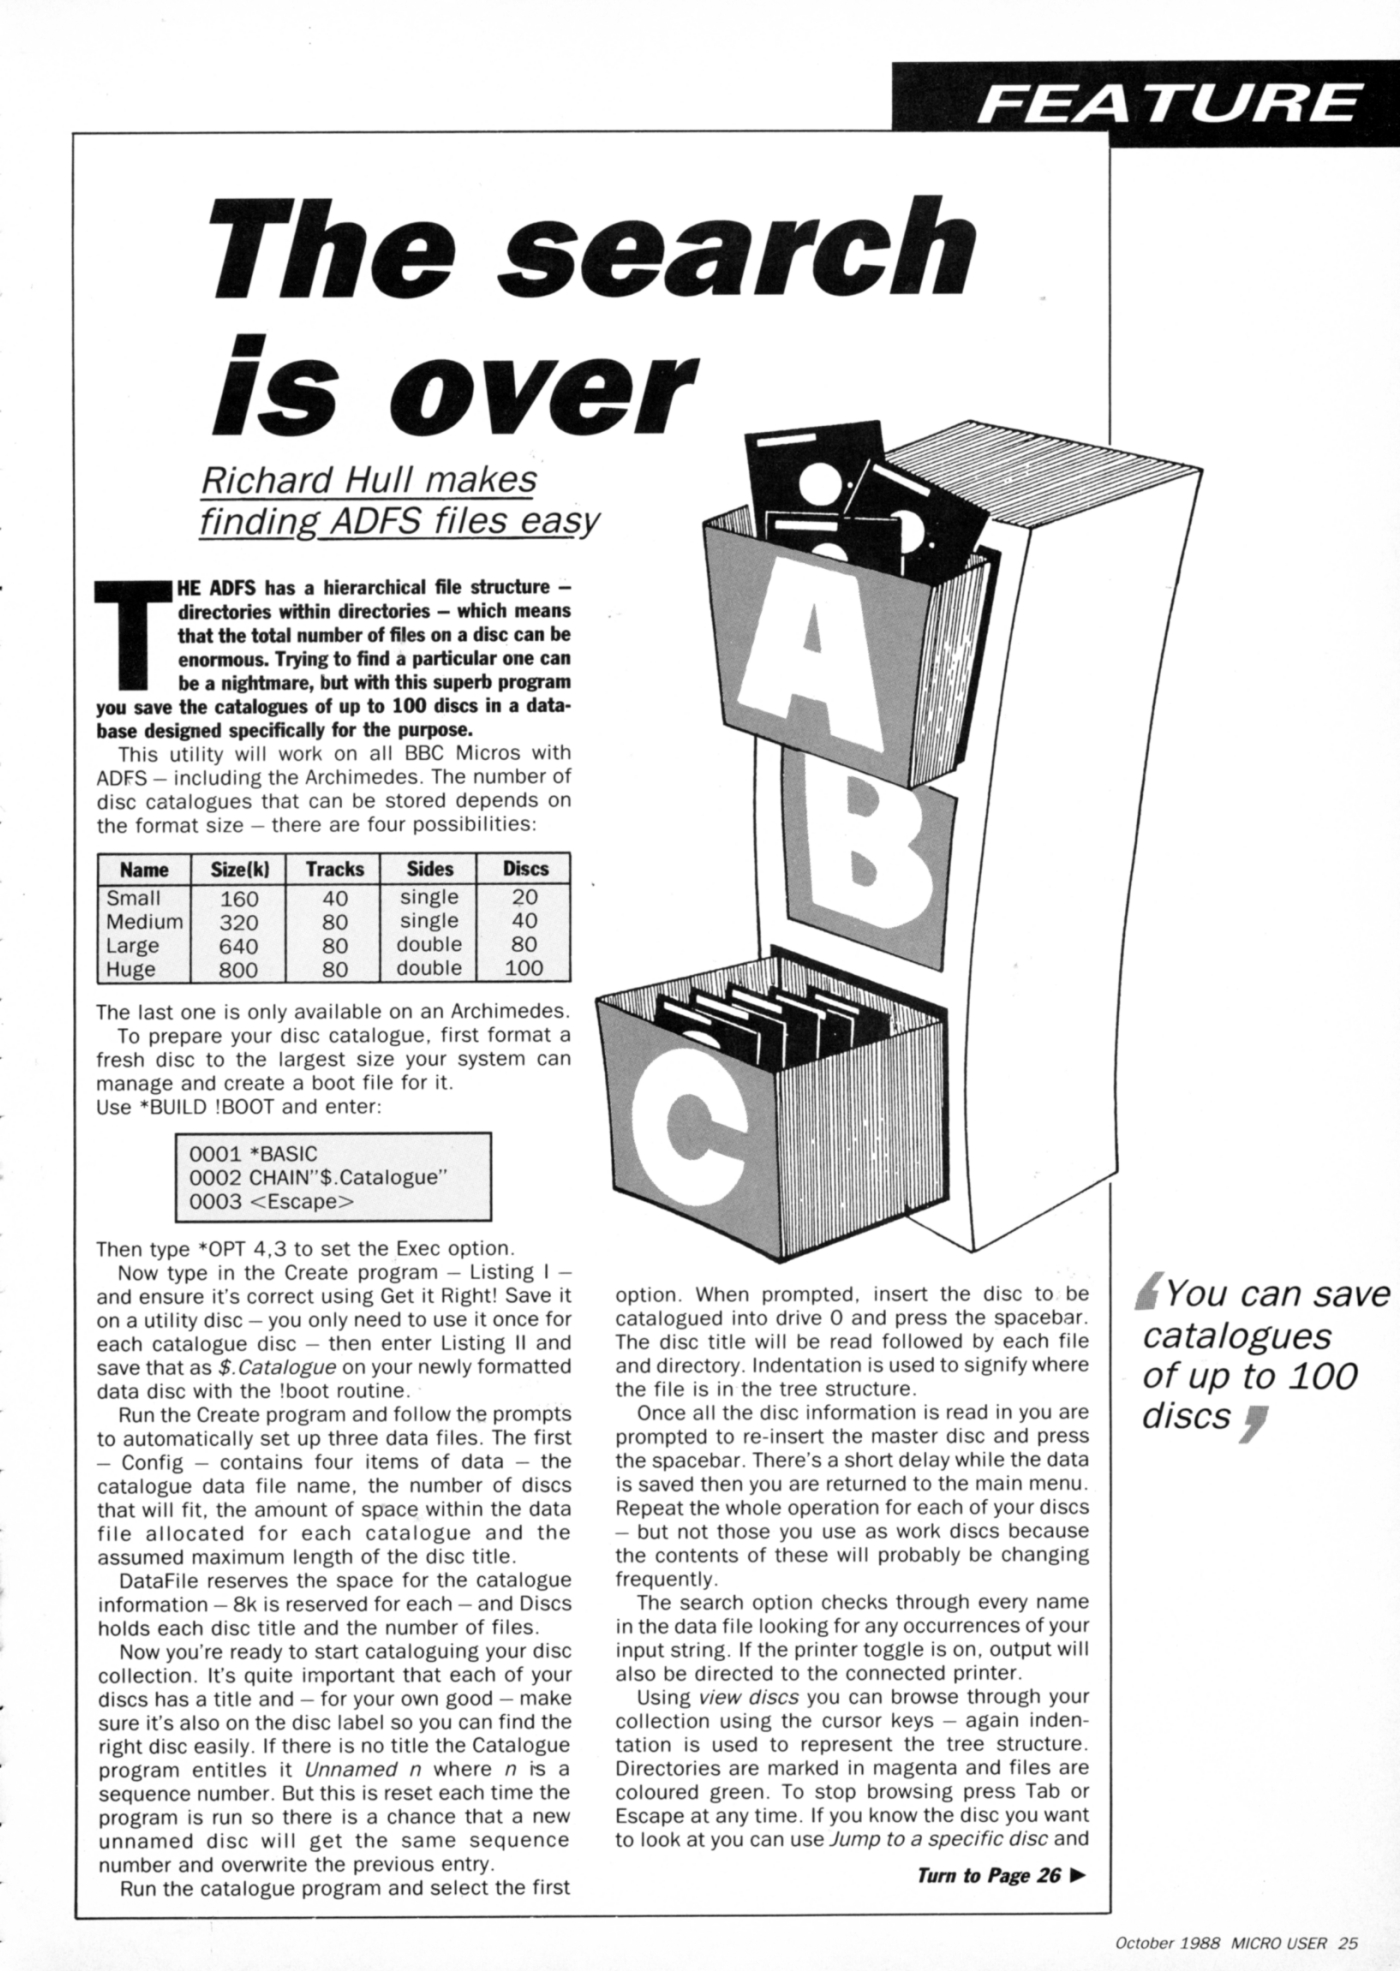 FEATURE
The search
is over
Richard Hull makes
finding ADFS files easy
THE ADFS has a hierarchical file structure –
directories within directories – which means
that the total number of files on a disc can be
enormous. Trying to find a particular one can
be a nightmare, but with this superb program
you save the catalogues of up to 100 discs in a data-
base designed specifically for the purpose.
This utility will work on all BBC Micros with
ADFS – including the Archimedes. The number of
disc catalogues that can be stored depends on
the format size – there are four possibilities:
Name Size(k) Tracks Sides Discs
Small 160 40 single 20
Medium 320 80 single 40
Large 640 80 double 80
Huge 800 80 double 100
The last one is only available on an Archimedes.
To prepare your disc catalogue, first format a
fresh disc to the largest size your system can
manage and create a boot file for it.
Use *BUILD !BOOT and enter:
0001 *BASIC
0002 CHAIN"$.Catalogue"
0003 <Escape>
Then type *OPT 4,3 to set the Exec option.
Now type in the Create program – Listing I –
and ensure it's correct using Get it Right! Save it
on a utility disc – you only need to use it once for
each catalogue disc – then enter Listing II and
save that as $.Catalogue on your newly formatted
data disc with the !boot routine.
Run the Create program and follow the prompts
to automatically set up three data files. The first
– Config – contains four items of data – the
catalogue data file name, the number of discs
that will fit, the amount of space within the data
file allocated for each catalogue and the
assumed maximum length of the disc title.
DataFile reserves the space for the catalogue
information – 8k is reserved for each – and Discs
holds each disc title and the number of files.
Now you're ready to start cataloguing your disc
collection. It's quite important that each of your
discs has a title and – for your own good – make
sure it's also on the disc label so you can find the
right disc easily. If there is no title the Catalogue
program entitles it Unnamed n where n is a
sequence number. But this is reset each time the
program is run so there is a chance that a new
unnamed disc will get the same sequence
number and overwrite the previous entry.
Run the catalogue program and select the first
A
B
C
option. When prompted, insert the disc to be
catalogued into drive 0 and press the spacebar.
The disc title will be read followed by each file
and directory. Indentation is used to signify where
the file is in the tree structure.
Once all the disc information is read in you are
prompted to re-insert the master disc and press
the spacebar. There's a short delay while the data
is saved then you are returned to the main menu.
Repeat the whole operation for each of your discs
– but not those you use as work discs because
the contents of these will probably be changing
frequently.
The search option checks through every name
in the data file looking for any occurrences of your
input string. If the printer toggle is on, output will
also be directed to the connected printer.
Using view discs you can browse through your
collection using the cursor keys – again inden-
tation is used to represent the tree structure.
Directories are marked in magenta and files are
coloured green. To stop browsing press Tab or
Escape at any time. If you know the disc you want
to look at you can use Jump to a specific disc and
Turn to Page 26 ►
‘You can save
catalogues
of up to 100
discs’
October 1988 MICRO USER 25